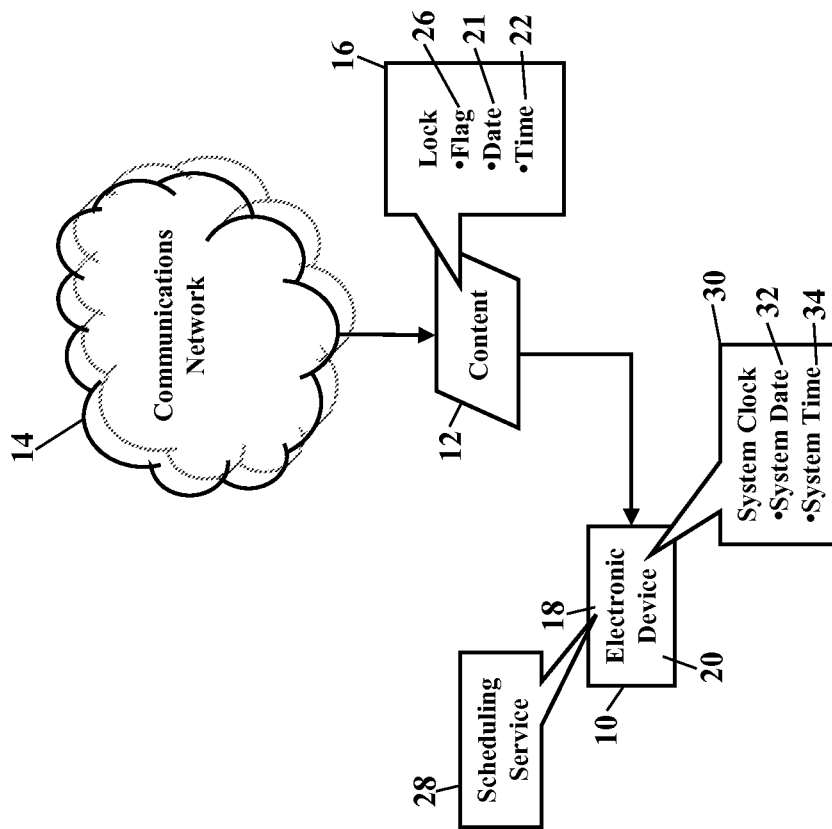 14
Communications
Network
16
Lock
•Flag 26
•Date 21
•Time 22
12
Content
28
Scheduling
Service
18
Electronic
Device
20
10
30
System Clock
•System Date 32
•System Time 34